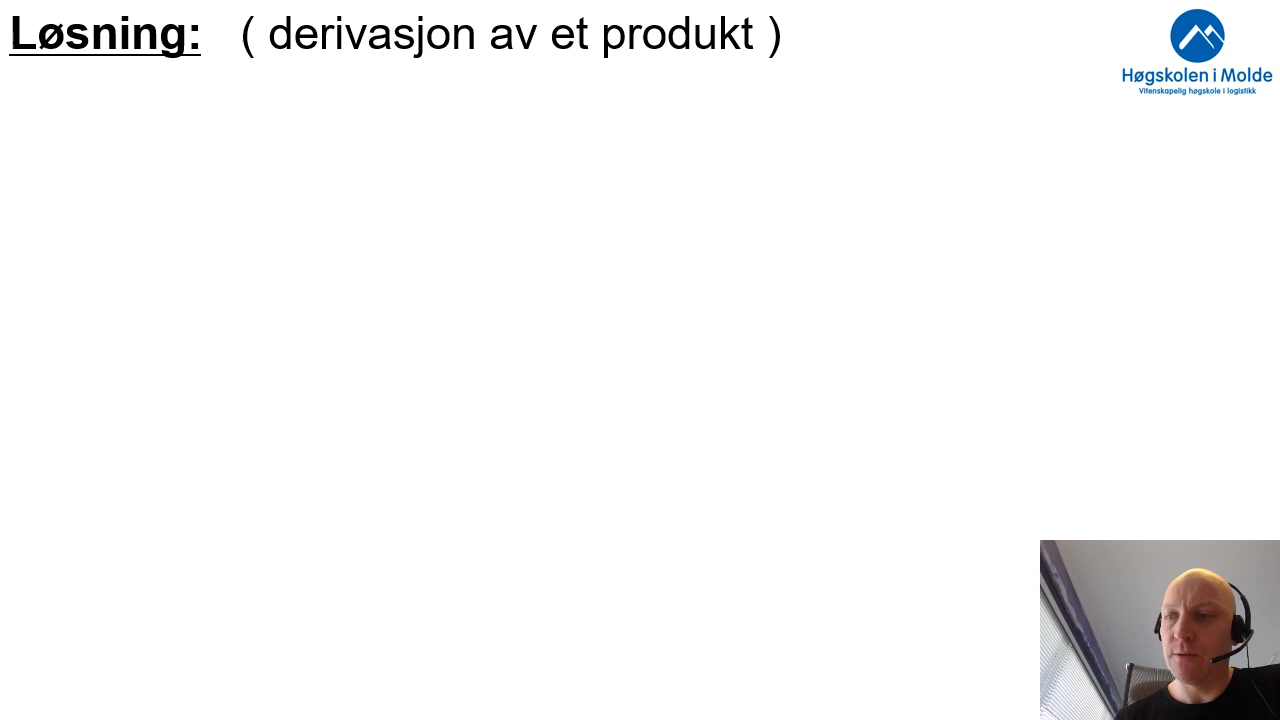 Løsning: ( derivasjon av et produkt )
Høgskolen i Molde
Vitenskapelig høgskole i logistikk